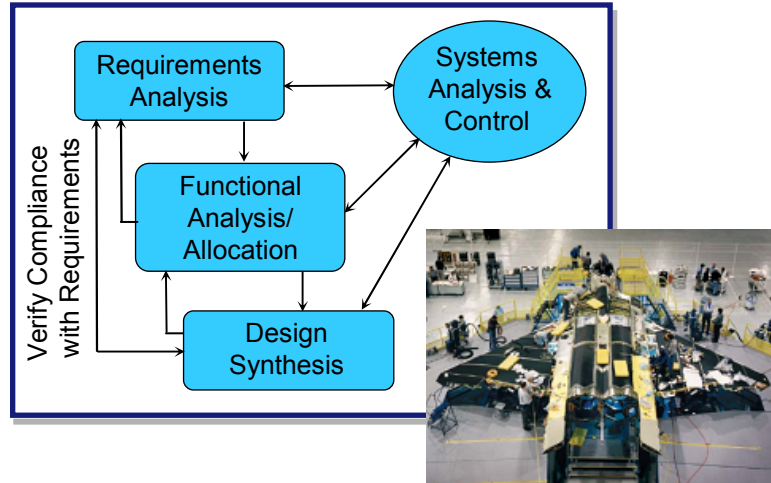 Requirements
Analysis
Systems
Analysis &
Control
Functional
Analysis/
Allocation
Design
Synthesis
Verify Compliance
with Requirements